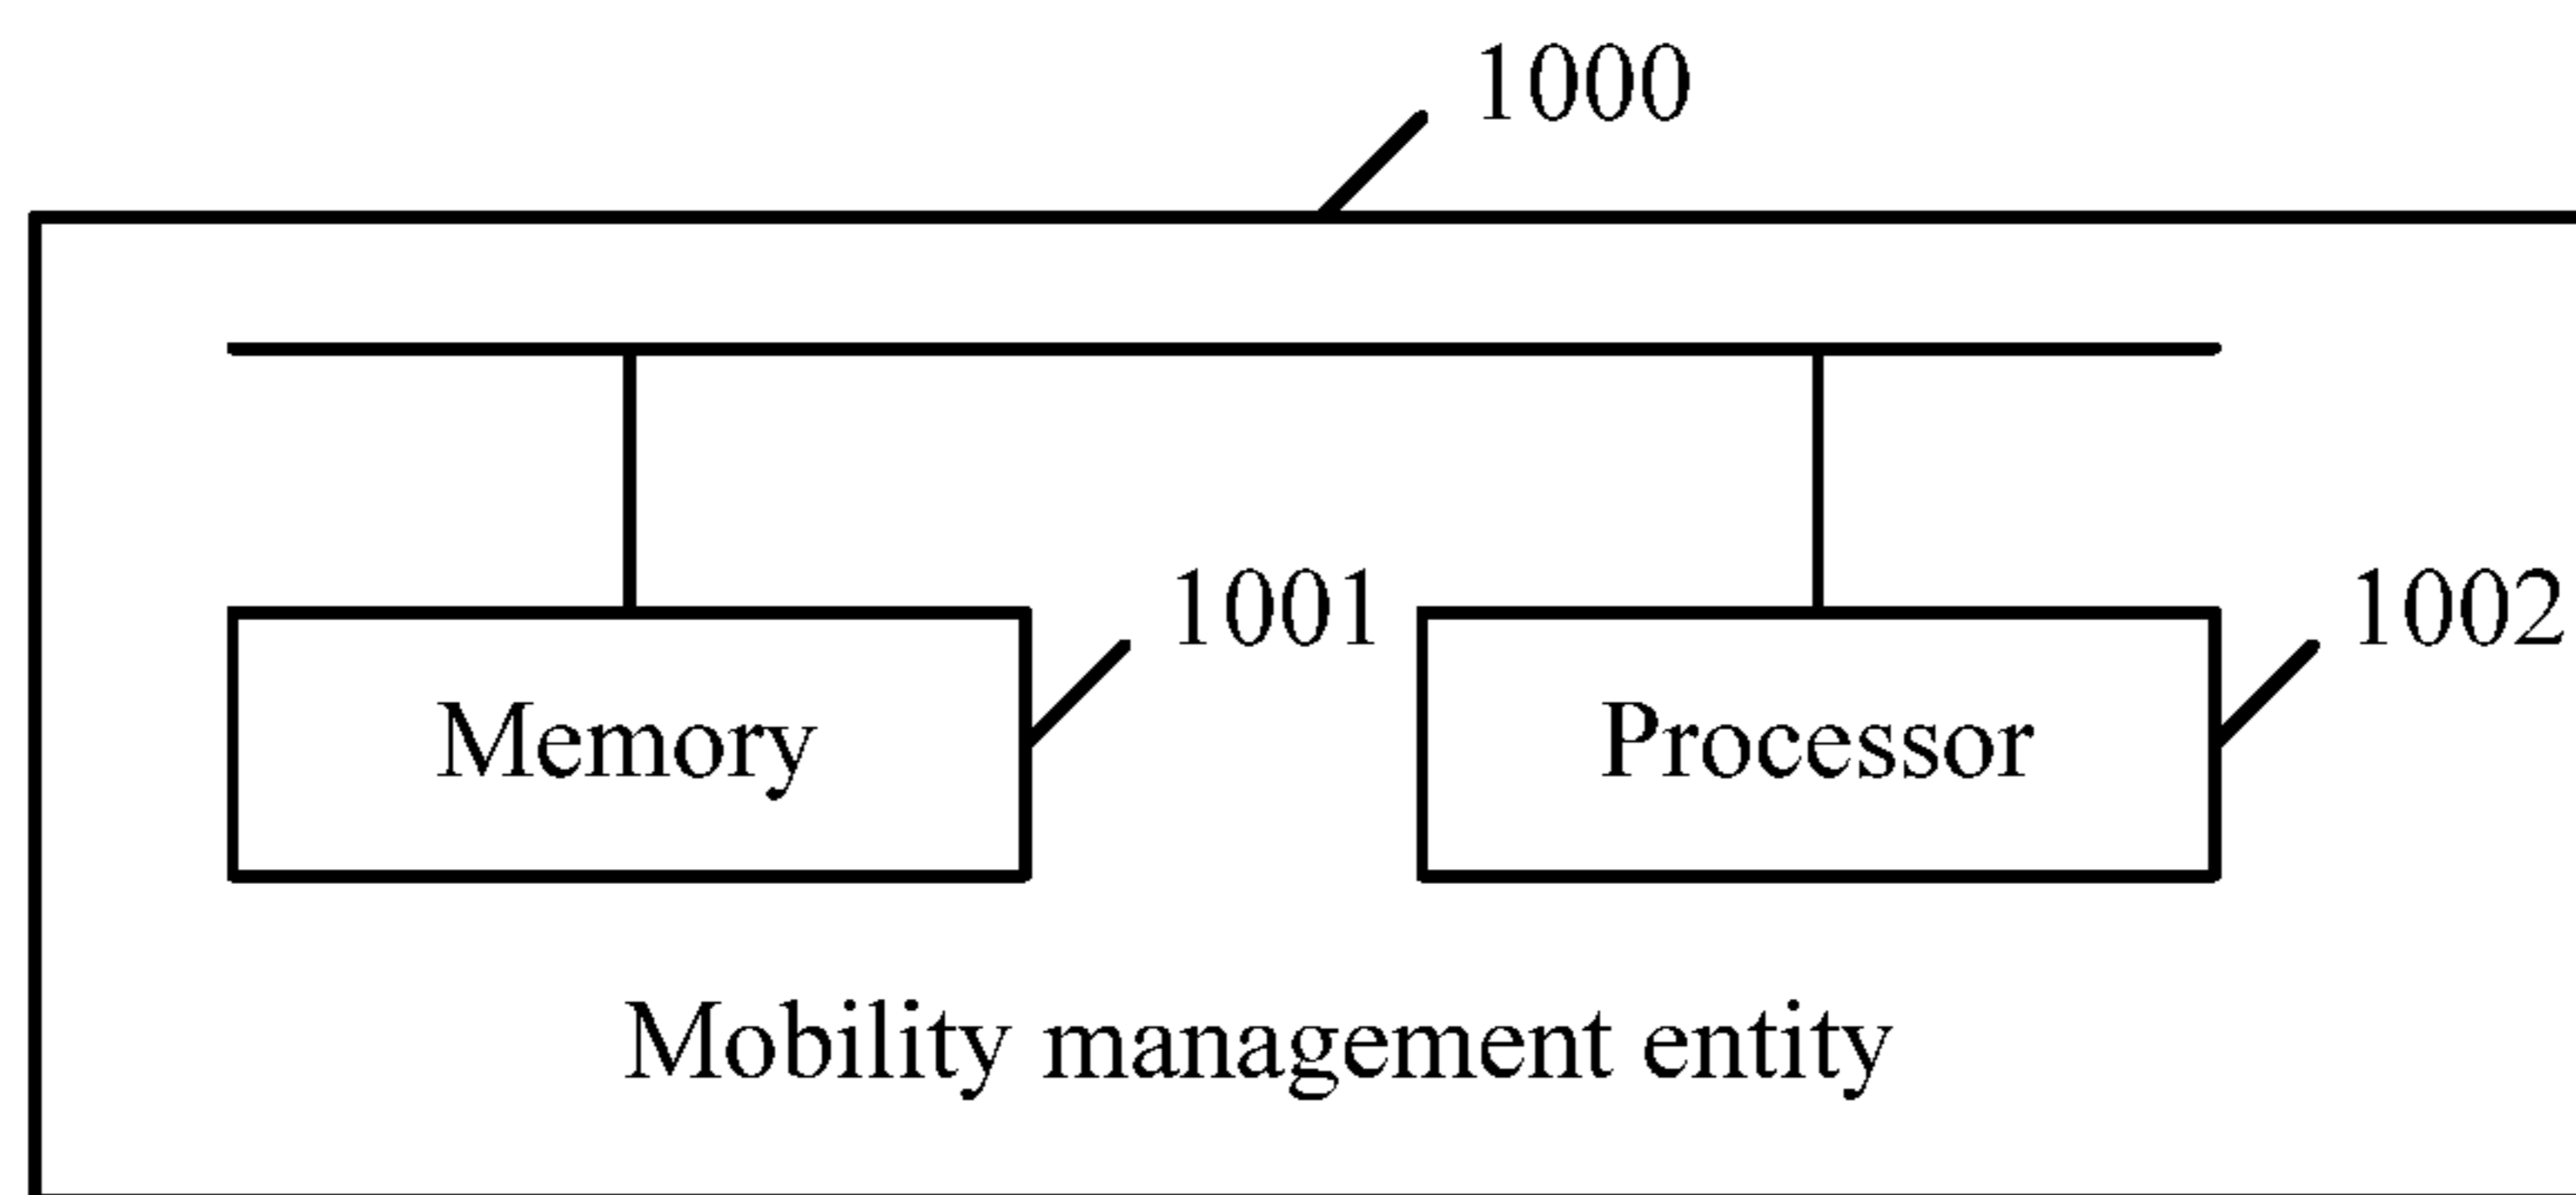 1000
1001
1002
Memory
Processor
Mobility management entity